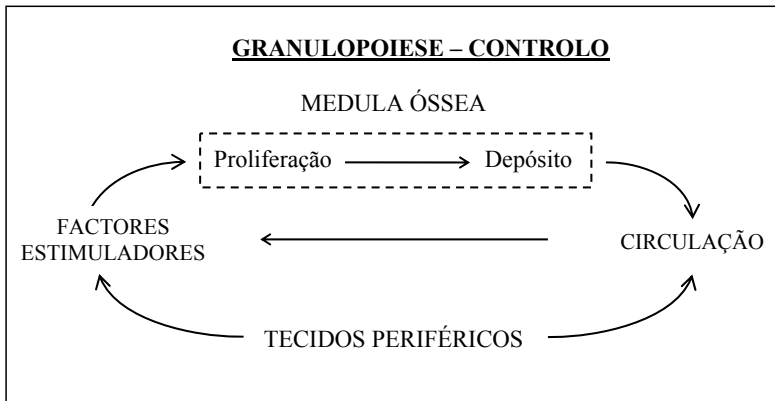 GRANULOPOIESE – CONTROLO
MEDULA ÓSSEA
Proliferação Depósito
FACTORES
ESTIMULADORES
CIRCULAÇÃO
TECIDOS PERIFÉRICOS